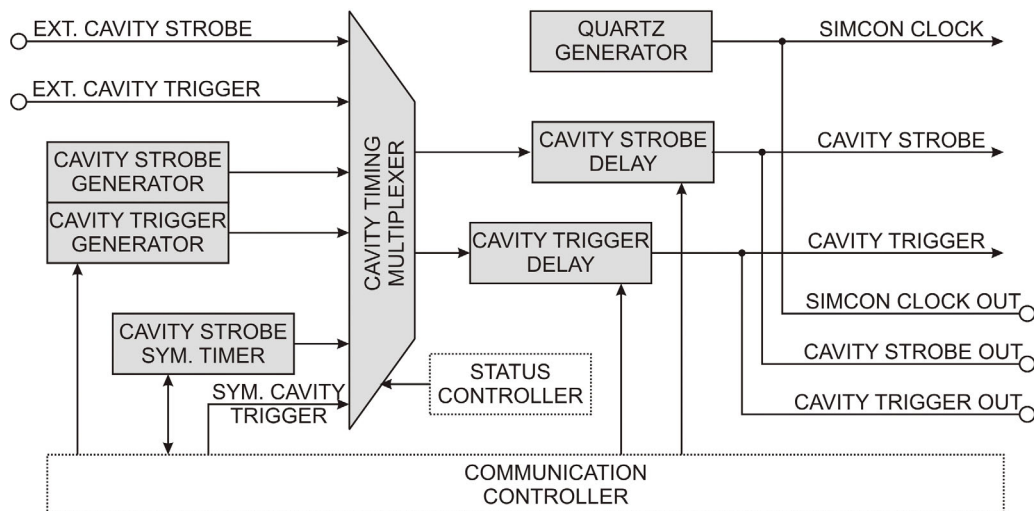 EXT. CAVITY STROBE
EXT. CAVITY TRIGGER
CAVITY STROBE
GENERATOR
CAVITY TRIGGER
GENERATOR
CAVITY STROBE
SYM. TIMER
SYM. CAVITY
TRIGGER
CAVITY TIMING
MULTIPLEXER
STATUS
CONTROLLER
QUARTZ
GENERATOR
CAVITY STROBE
DELAY
CAVITY TRIGGER
DELAY
SIMCON CLOCK
CAVITY STROBE
CAVITY TRIGGER
SIMCON CLOCK OUT
CAVITY STROBE OUT
CAVITY TRIGGER OUT
COMMUNICATION
CONTROLLER